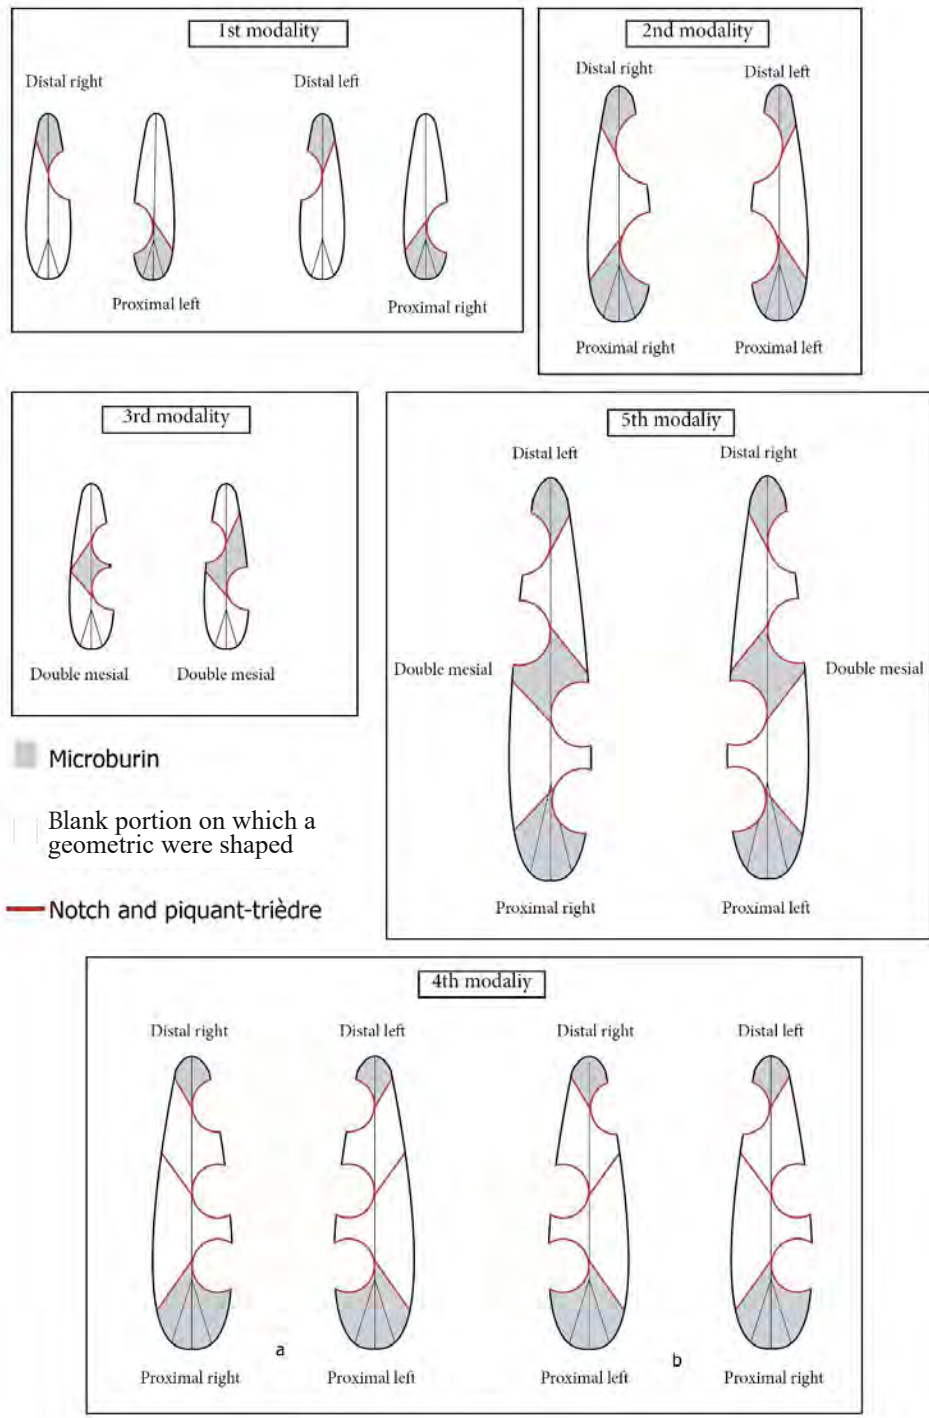 1st modality
Distal right
Distal left
Proximal left
Proximal right
2nd modality
Distal right
Distal left
Proximal right
Proximal left
3rd modality
Double mesial
Double mesial
5th modaliy
Distal left
Distal right
Double mesial
Double mesial
Proximal right
Proximal left
Microburin
Blank portion on which a
geometric were shaped
Notch and piquant-trièdre
4th modaliy
Distal right
Distal left
Distal right
Distal left
a
b
Proximal right
Proximal left
Proximal left
Proximal right